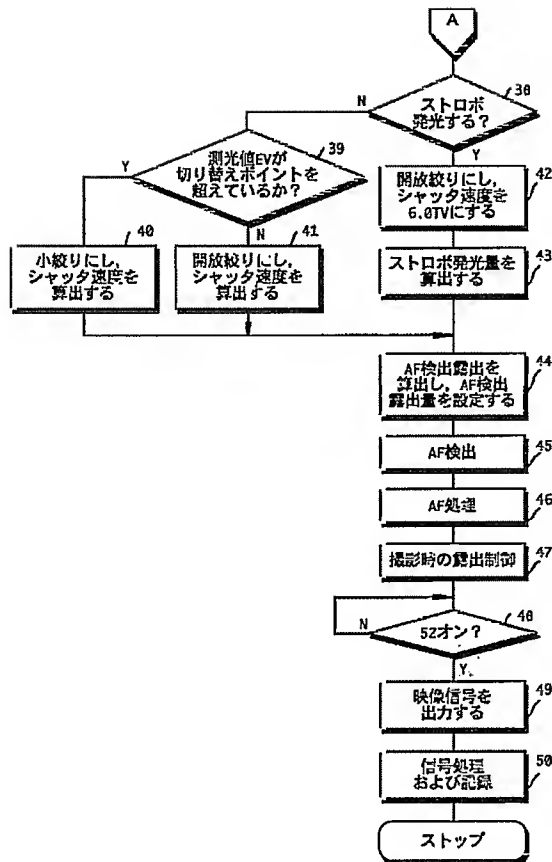 A
38
ストロボ
発光する?
N
Y
39
測光値EVが
切り替えポイントを
超えているか?
Y
N
42
開放絞りにし,
シャッタ速度を
6.0TVにする
40
小絞りにし,
シャッタ速度を
算出する
41
開放絞りにし,
シャッタ速度を
算出する
43
ストロボ発光量を
算出する
44
AF検出露出を
算出し, AF検出
露出量を設定する
45
AF検出
46
AF処理
47
撮影時の露出制御
48
S2オン?
N
Y
49
映像信号を
出力する
50
信号処理
および記録
ストップ